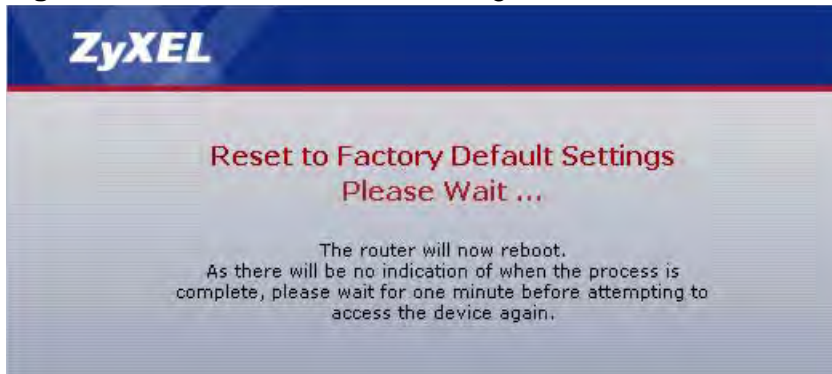 ZyXEL
Reset to Factory Default Settings
Please Wait ...
The router will now reboot.
As there will be no indication of when the process is
complete, please wait for one minute before attempting to
access the device again.